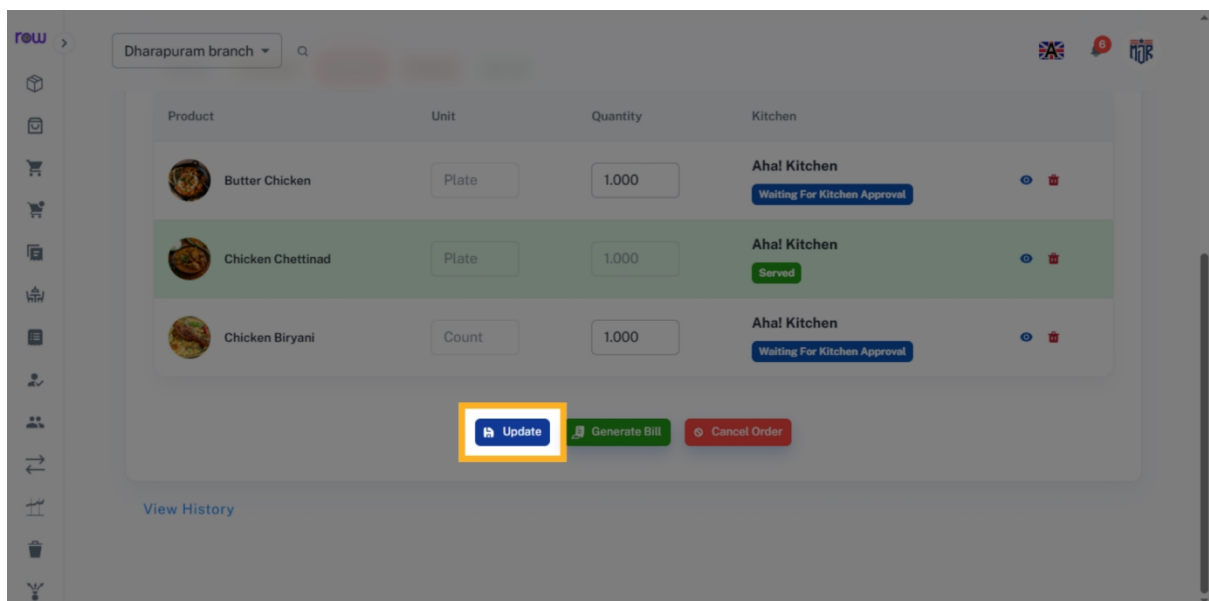 row
Dharapuram branch
6
MJR
Product Unit Quantity Kitchen
Butter Chicken Plate 1.000 Aha! Kitchen
Waiting For Kitchen Approval
Chicken Chettinad Plate 1.000 Aha! Kitchen
Served
Chicken Biryani Count 1.000 Aha! Kitchen
Waiting For Kitchen Approval
Update Generate Bill Cancel Order
View History